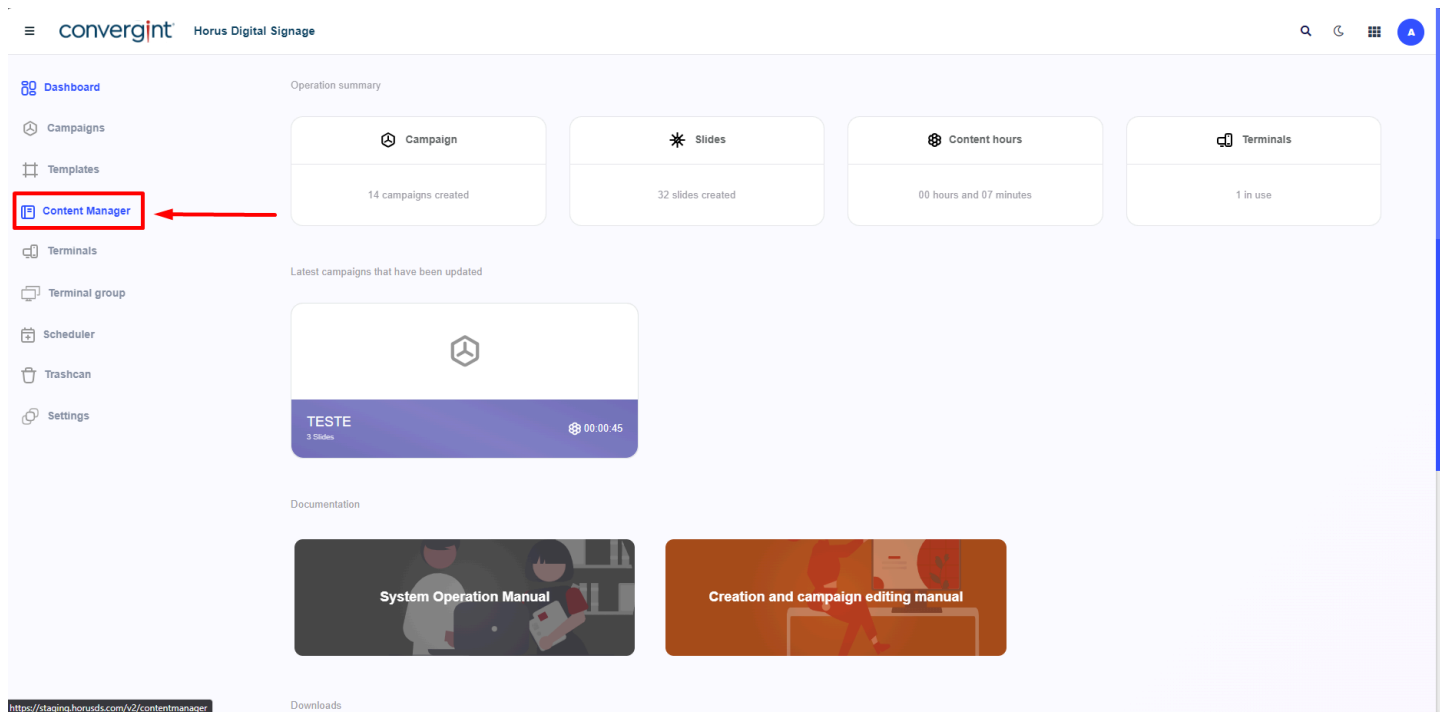 convergint Horus Digital Signage
A
Dashboard
Campaigns
Templates
Content Manager
Terminals
Terminal group
Scheduler
Trashcan
Settings
Operation summary
Campaign
14 campaigns created
Slides
32 slides created
Content hours
00 hours and 07 minutes
Terminals
1 in use
Latest campaigns that have been updated
TESTE
3 Slides
00:00:45
Documentation
System Operation Manual
Creation and campaign editing manual
Downloads
https://staging.horusds.com/v2/contentmanager